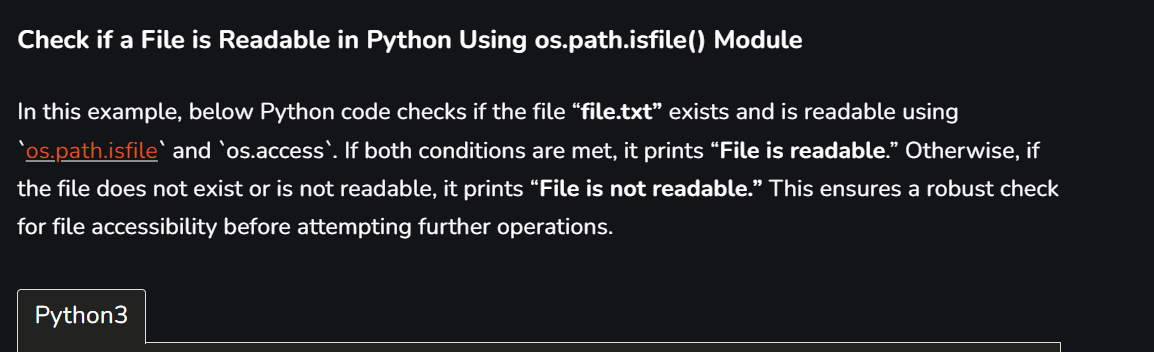 Check if a File is Readable in Python Using os.path.isfile() Module
In this example, below Python code checks if the file “file.txt” exists and is readable using
`os.path.isfile` and `os.access`. If both conditions are met, it prints “File is readable.” Otherwise, if
the file does not exist or is not readable, it prints “File is not readable.” This ensures a robust check
for file accessibility before attempting further operations.
Python3